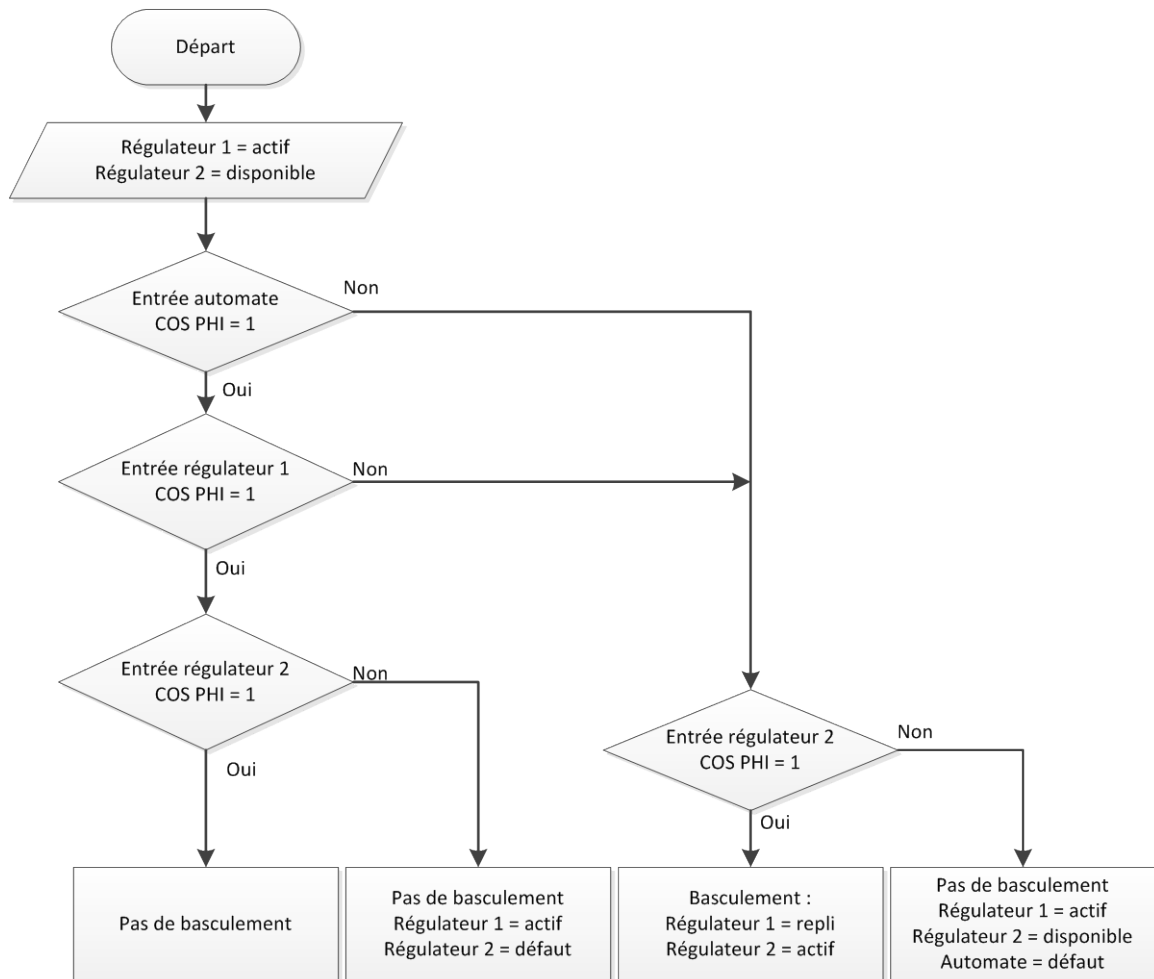 Départ
Régulateur 1 = actif
Régulateur 2 = disponible
Entrée automate
COS PHI = 1
Non
Oui
Entrée régulateur 1
COS PHI = 1
Non
Oui
Entrée régulateur 2
COS PHI = 1
Non
Oui
Entrée régulateur 2
COS PHI = 1
Non
Oui
Pas de basculement
Pas de basculement
Régulateur 1 = actif
Régulateur 2 = défaut
Basculement :
Régulateur 1 = repli
Régulateur 2 = actif
Pas de basculement
Régulateur 1 = actif
Régulateur 2 = disponible
Automate = défaut